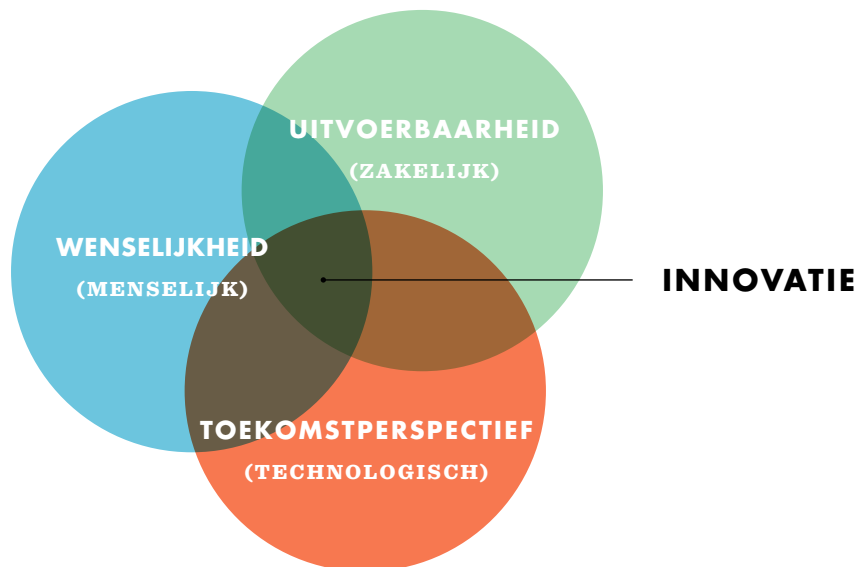 UITVOERBAARHEID
(ZAKELIJK)
WENSELIJKHEID
(MENSELIJK)
INNOVATIE
TOEKOMSTPERSPECTIEF
(TECHNOLOGISCH)